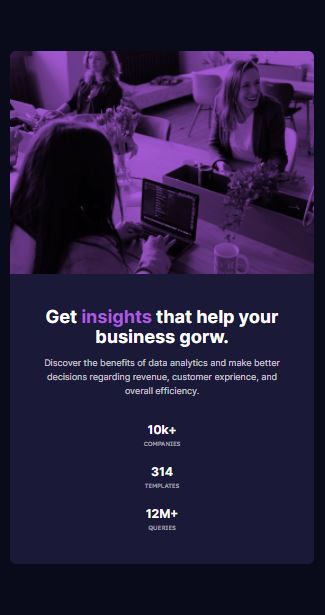 Get insights that help your
business gorw.
Discover the benefits of data analytics and make better
decisions regarding revenue, customer exprience, and
overall efficiency.
10k+
COMPANIES
314
TEMPLATES
12M+
QUERIES